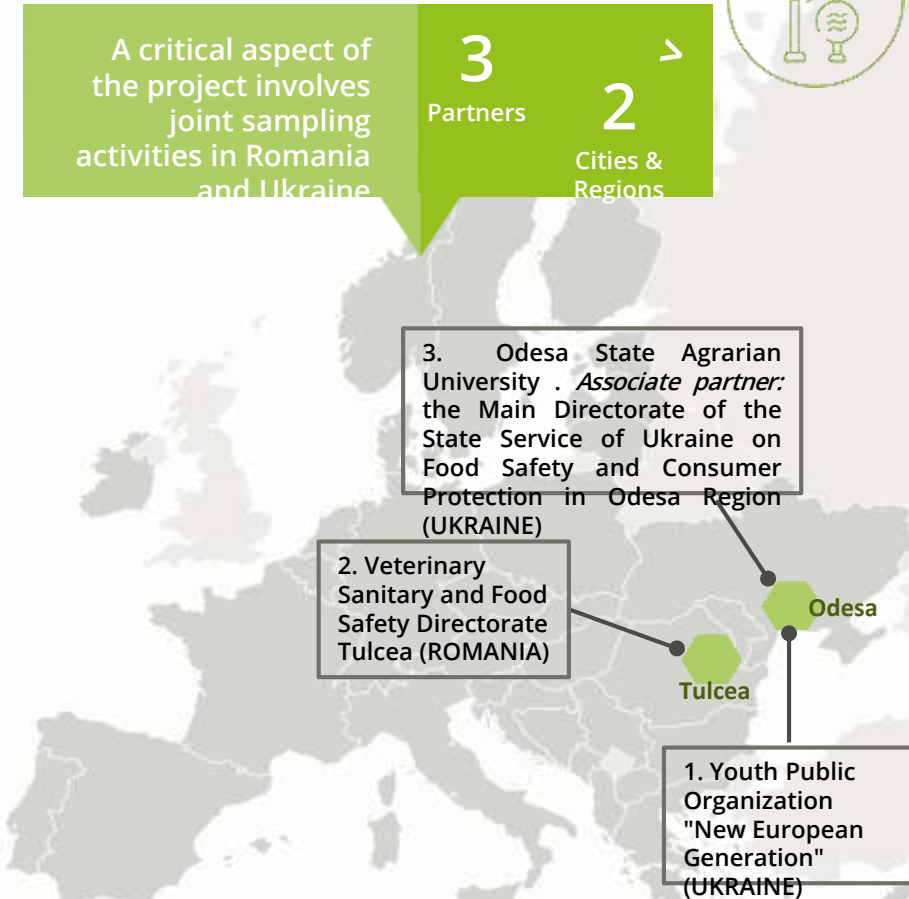 A critical aspect of
the project involves
joint sampling
activities in Romania
and Ukraine
3
Partners
>
2
Cities &
Regions
3. Odesa State Agrarian
University . Associate partner:
the Main Directorate of the
State Service of Ukraine on
Food Safety and Consumer
Protection in Odesa Region
(UKRAINE)
2. Veterinary
Sanitary and Food
Safety Directorate
Tulcea (ROMANIA)
Odesa
Tulcea
1. Youth Public
Organization
"New European
Generation"
(UKRAINE)